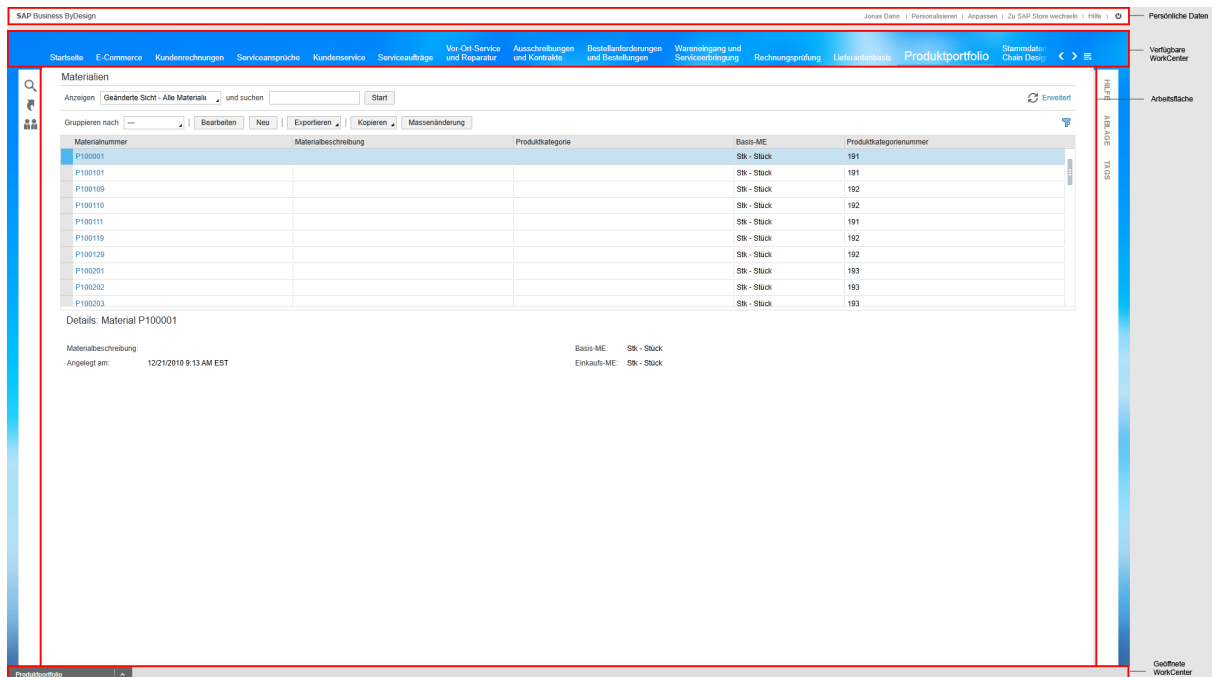 SAP Business ByDesign
Jonas Dann | Personalisieren | Anpassen | Zu SAP Store wechseln | Hilfe |
Persönliche Daten
Startseite E-Commerce Kundenrechnungen Serviceansprüche Kundenservice Serviceaufträge Vor-Ort-Service und Reparatur Ausschreibungen und Kontrakte Bestellanforderungen und Bestellungen Wareneingang und Serviceerbringung Rechnungsprüfung Lieferantenbasis Produktportfolio Stammdaten Chain Desig
Verfügbare
WorkCenter
Materialien
Anzeigen Geänderte Sicht - Alle Materialie und suchen Start Erweitert
Arbeitsfläche
HILFE
ABLAGE
TAGS
Gruppieren nach --- | Bearbeiten Neu | Exportieren | Kopieren Massenänderung
Materialnummer Materialbeschreibung Produktkategorie Basis-ME Produktkategorienummer
P100001 Stk - Stück 191
P100101 Stk - Stück 191
P100109 Stk - Stück 192
P100110 Stk - Stück 192
P100111 Stk - Stück 191
P100119 Stk - Stück 192
P100129 Stk - Stück 192
P100201 Stk - Stück 193
P100202 Stk - Stück 193
P100203 Stk - Stück 193
Details: Material P100001
Materialbeschreibung: Basis-ME: Stk - Stück
Angelegt am: 12/21/2010 9:13 AM EST Einkaufs-ME: Stk - Stück
Geöffnete
WorkCenter
Produktportfolio